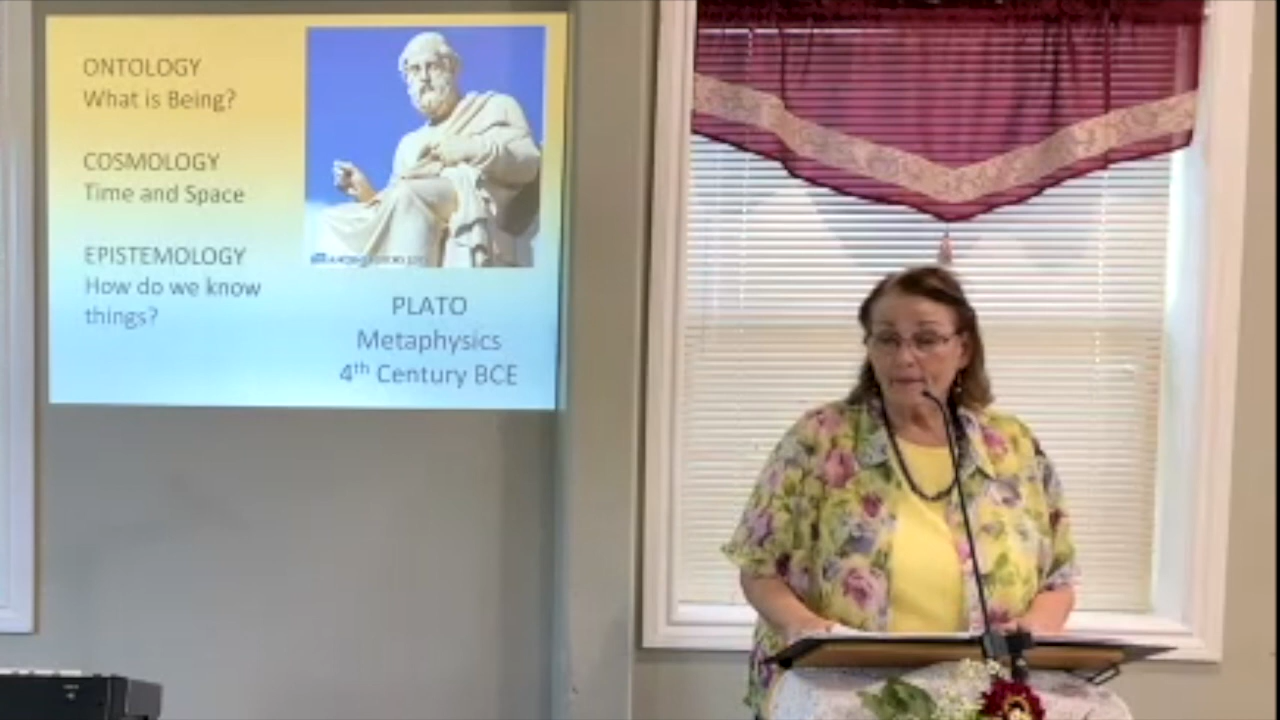 ONTOLOGY
What is Being?
COSMOLOGY
Time and Space
EPISTEMOLOGY
How do we know
things?
PLATO
Metaphysics
4th Century BCE